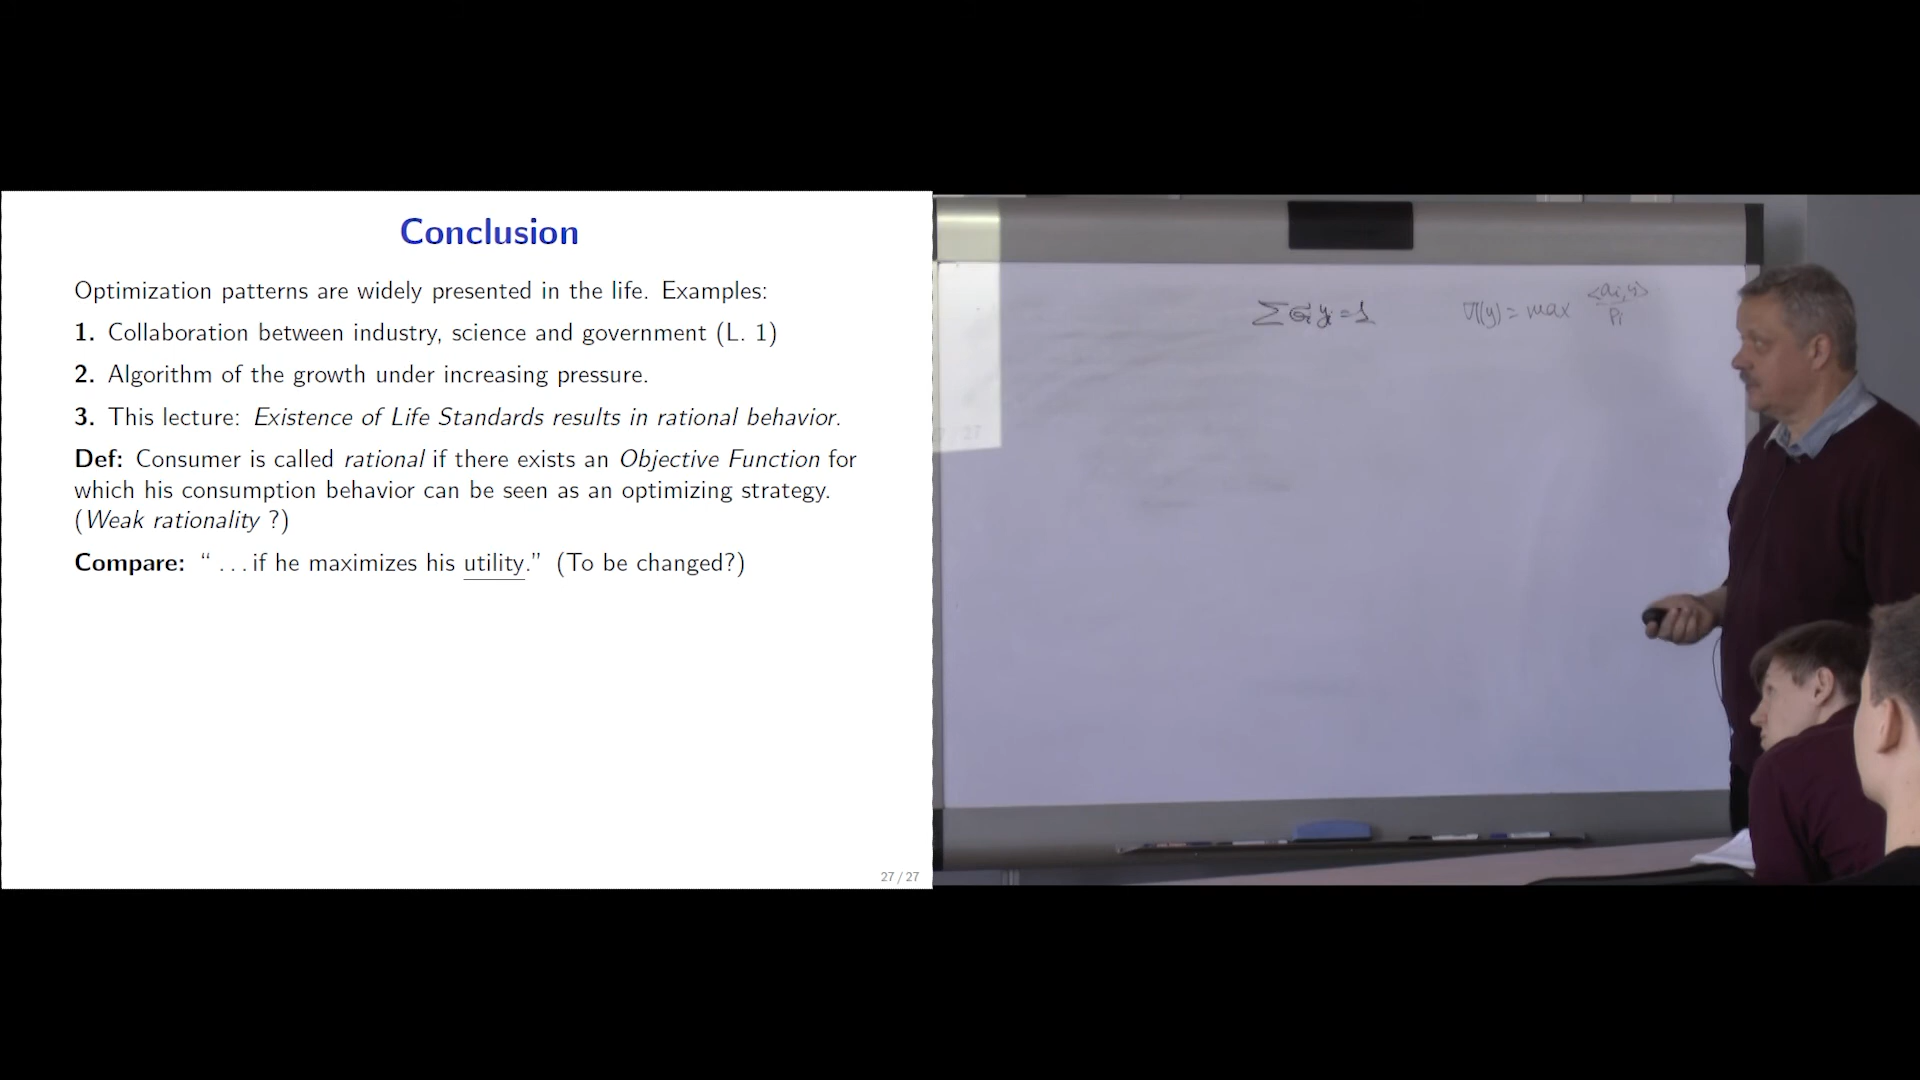 Conclusion
Optimization patterns are widely presented in the life. Examples:
1. Collaboration between industry, science and government (L. 1)
2. Algorithm of the growth under increasing pressure.
3. This lecture: Existence of Life Standards results in rational behavior.
Def: Consumer is called rational if there exists an Objective Function for
which his consumption behavior can be seen as an optimizing strategy.
(Weak rationality ?)
Compare: “ . . . if he maximizes his utility.” (To be changed?)
27 / 27
(y) = max <ai, y> / pi